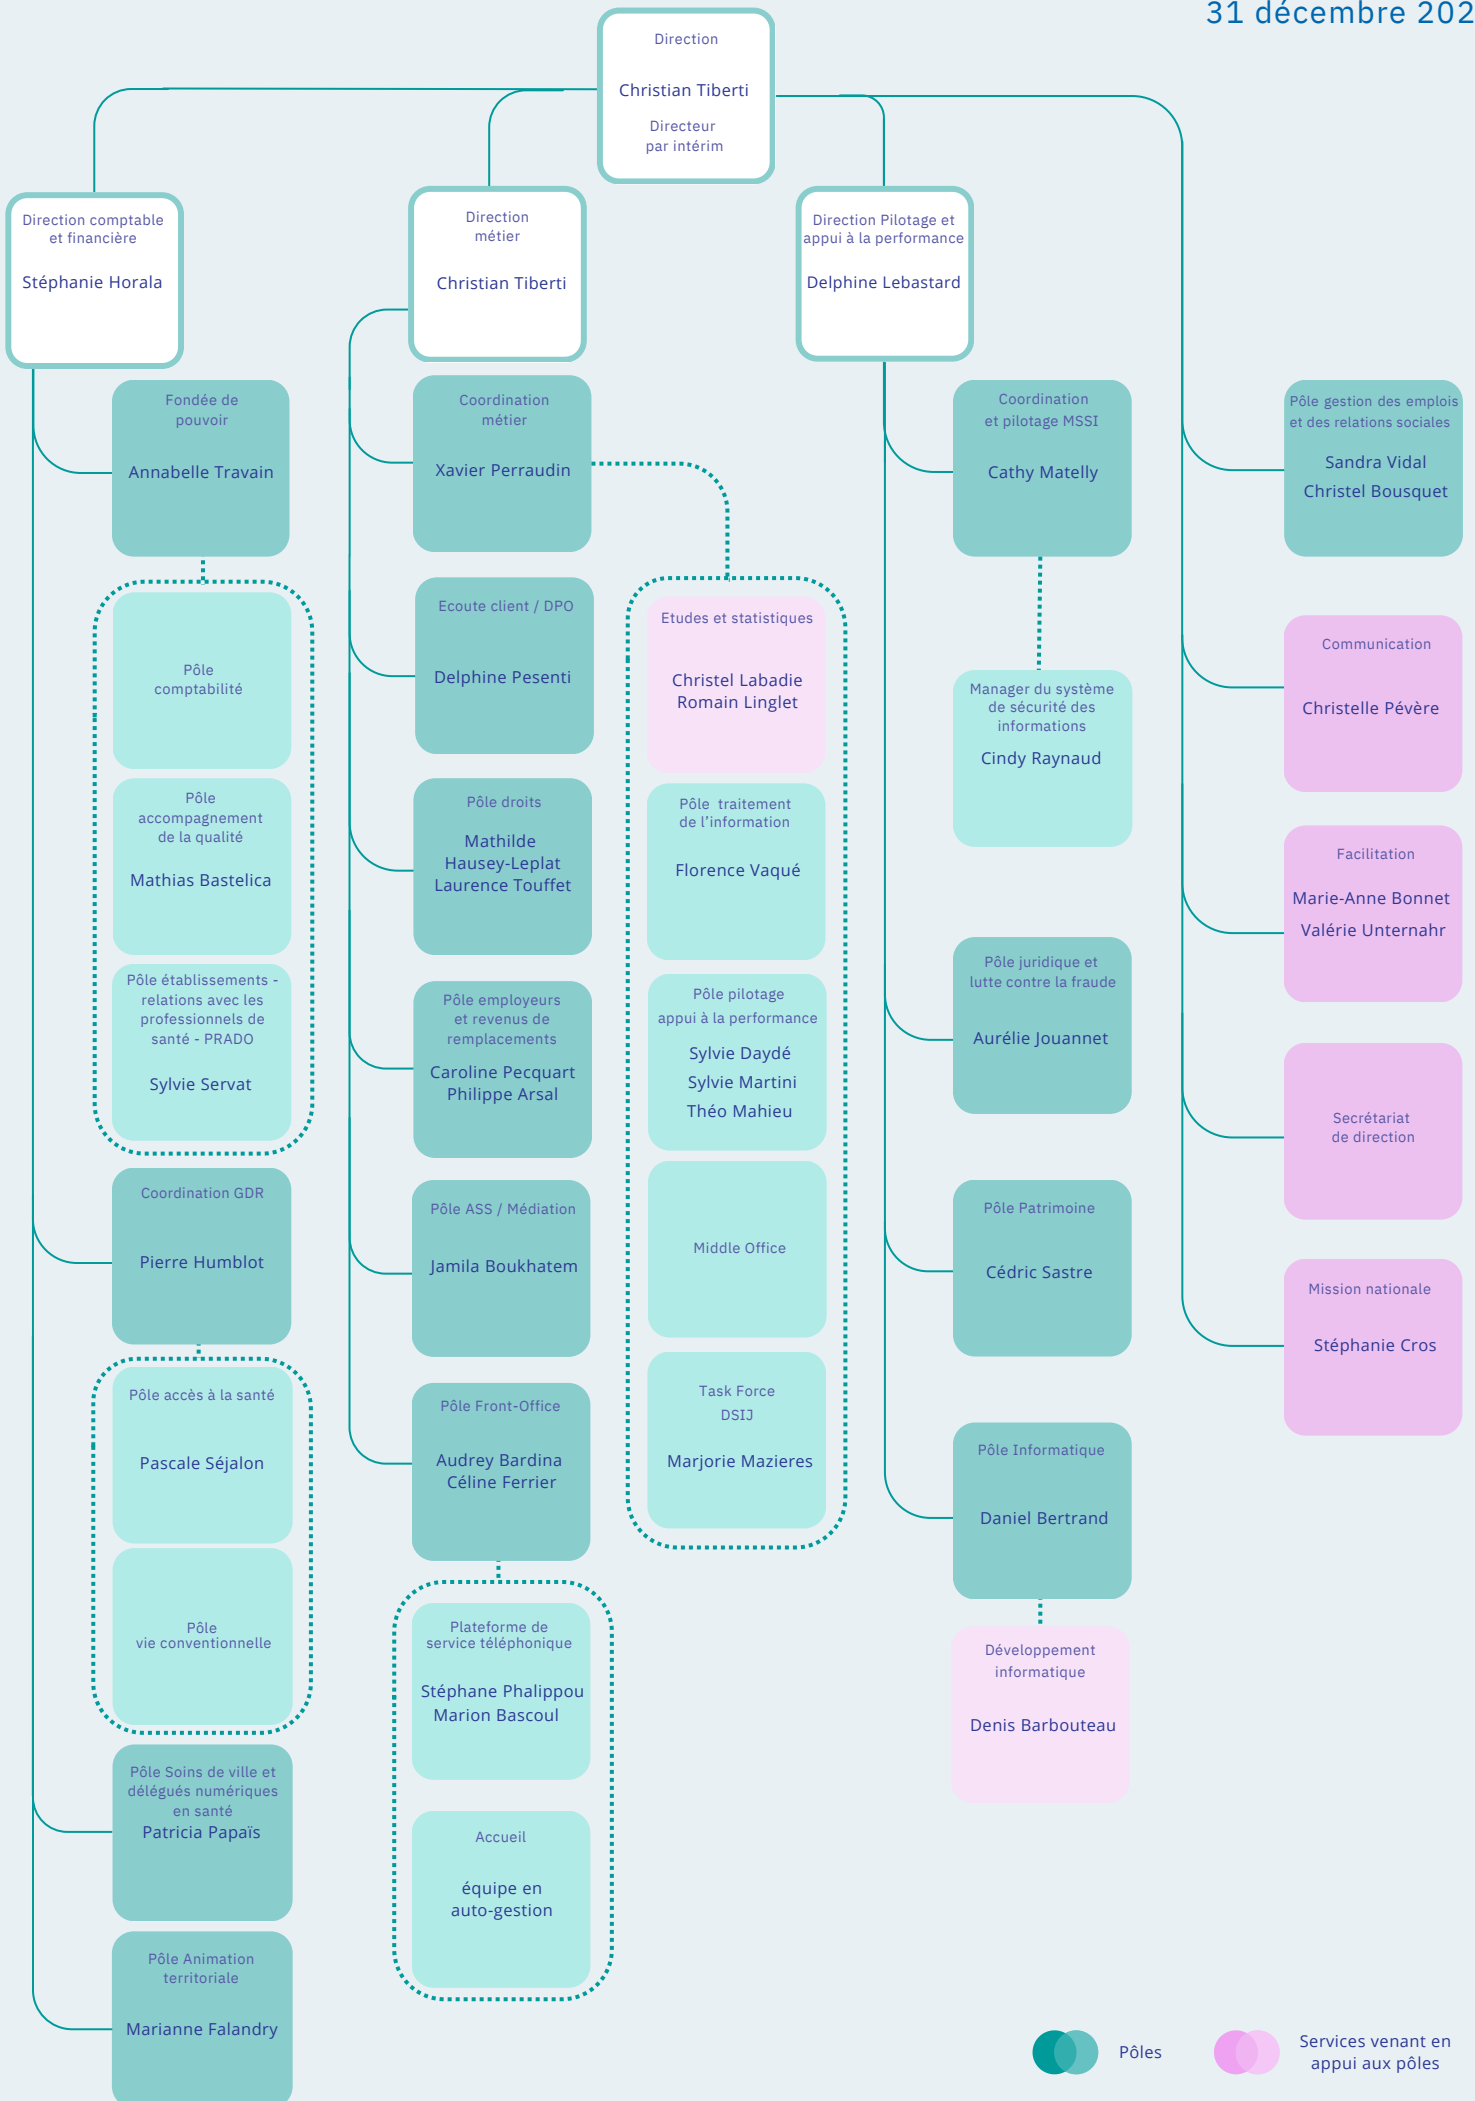 31 décembre 202
Direction
Christian Tiberti
Directeur
par intérim
Direction comptable
et financière
Stéphanie Horala
Direction
métier
Christian Tiberti
Direction Pilotage et
appui à la performance
Delphine Lebastard
Fondée de
pouvoir
Annabelle Travain
Pôle
comptabilité
Pôle
accompagnement
de la qualité
Mathias Bastelica
Pôle établissements -
relations avec les
professionnels de
santé - PRADO
Sylvie Servat
Coordination GDR
Pierre Humblot
Pôle accès à la santé
Pascale Séjalon
Pôle
vie conventionnelle
Pôle Soins de ville et
délégués numériques
en santé
Patricia Papaïs
Pôle Animation
territoriale
Marianne Falandry
Coordination
métier
Xavier Perraudin
Ecoute client / DPO
Delphine Pesenti
Pôle droits
Mathilde
Hausey-Leplat
Laurence Touffet
Pôle employeurs
et revenus de
remplacements
Caroline Pecquart
Philippe Arsal
Pôle ASS / Médiation
Jamila Boukhatem
Pôle Front-Office
Audrey Bardina
Céline Ferrier
Plateforme de
service téléphonique
Stéphane Phalippou
Marion Bascoul
Accueil
équipe en
auto-gestion
Etudes et statistiques
Christel Labadie
Romain Linglet
Pôle traitement
de l’information
Florence Vaqué
Pôle pilotage
appui à la performance
Sylvie Daydé
Sylvie Martini
Théo Mahieu
Middle Office
Task Force
DSIJ
Marjorie Mazieres
Coordination
et pilotage MSSI
Cathy Matelly
Manager du système
de sécurité des
informations
Cindy Raynaud
Pôle juridique et
lutte contre la fraude
Aurélie Jouannet
Pôle Patrimoine
Cédric Sastre
Pôle Informatique
Daniel Bertrand
Développement
informatique
Denis Barbouteau
Pôle gestion des emplois
et des relations sociales
Sandra Vidal
Christel Bousquet
Communication
Christelle Pévère
Facilitation
Marie-Anne Bonnet
Valérie Unternahr
Secrétariat
de direction
Mission nationale
Stéphanie Cros
Pôles
Services venant en
appui aux pôles